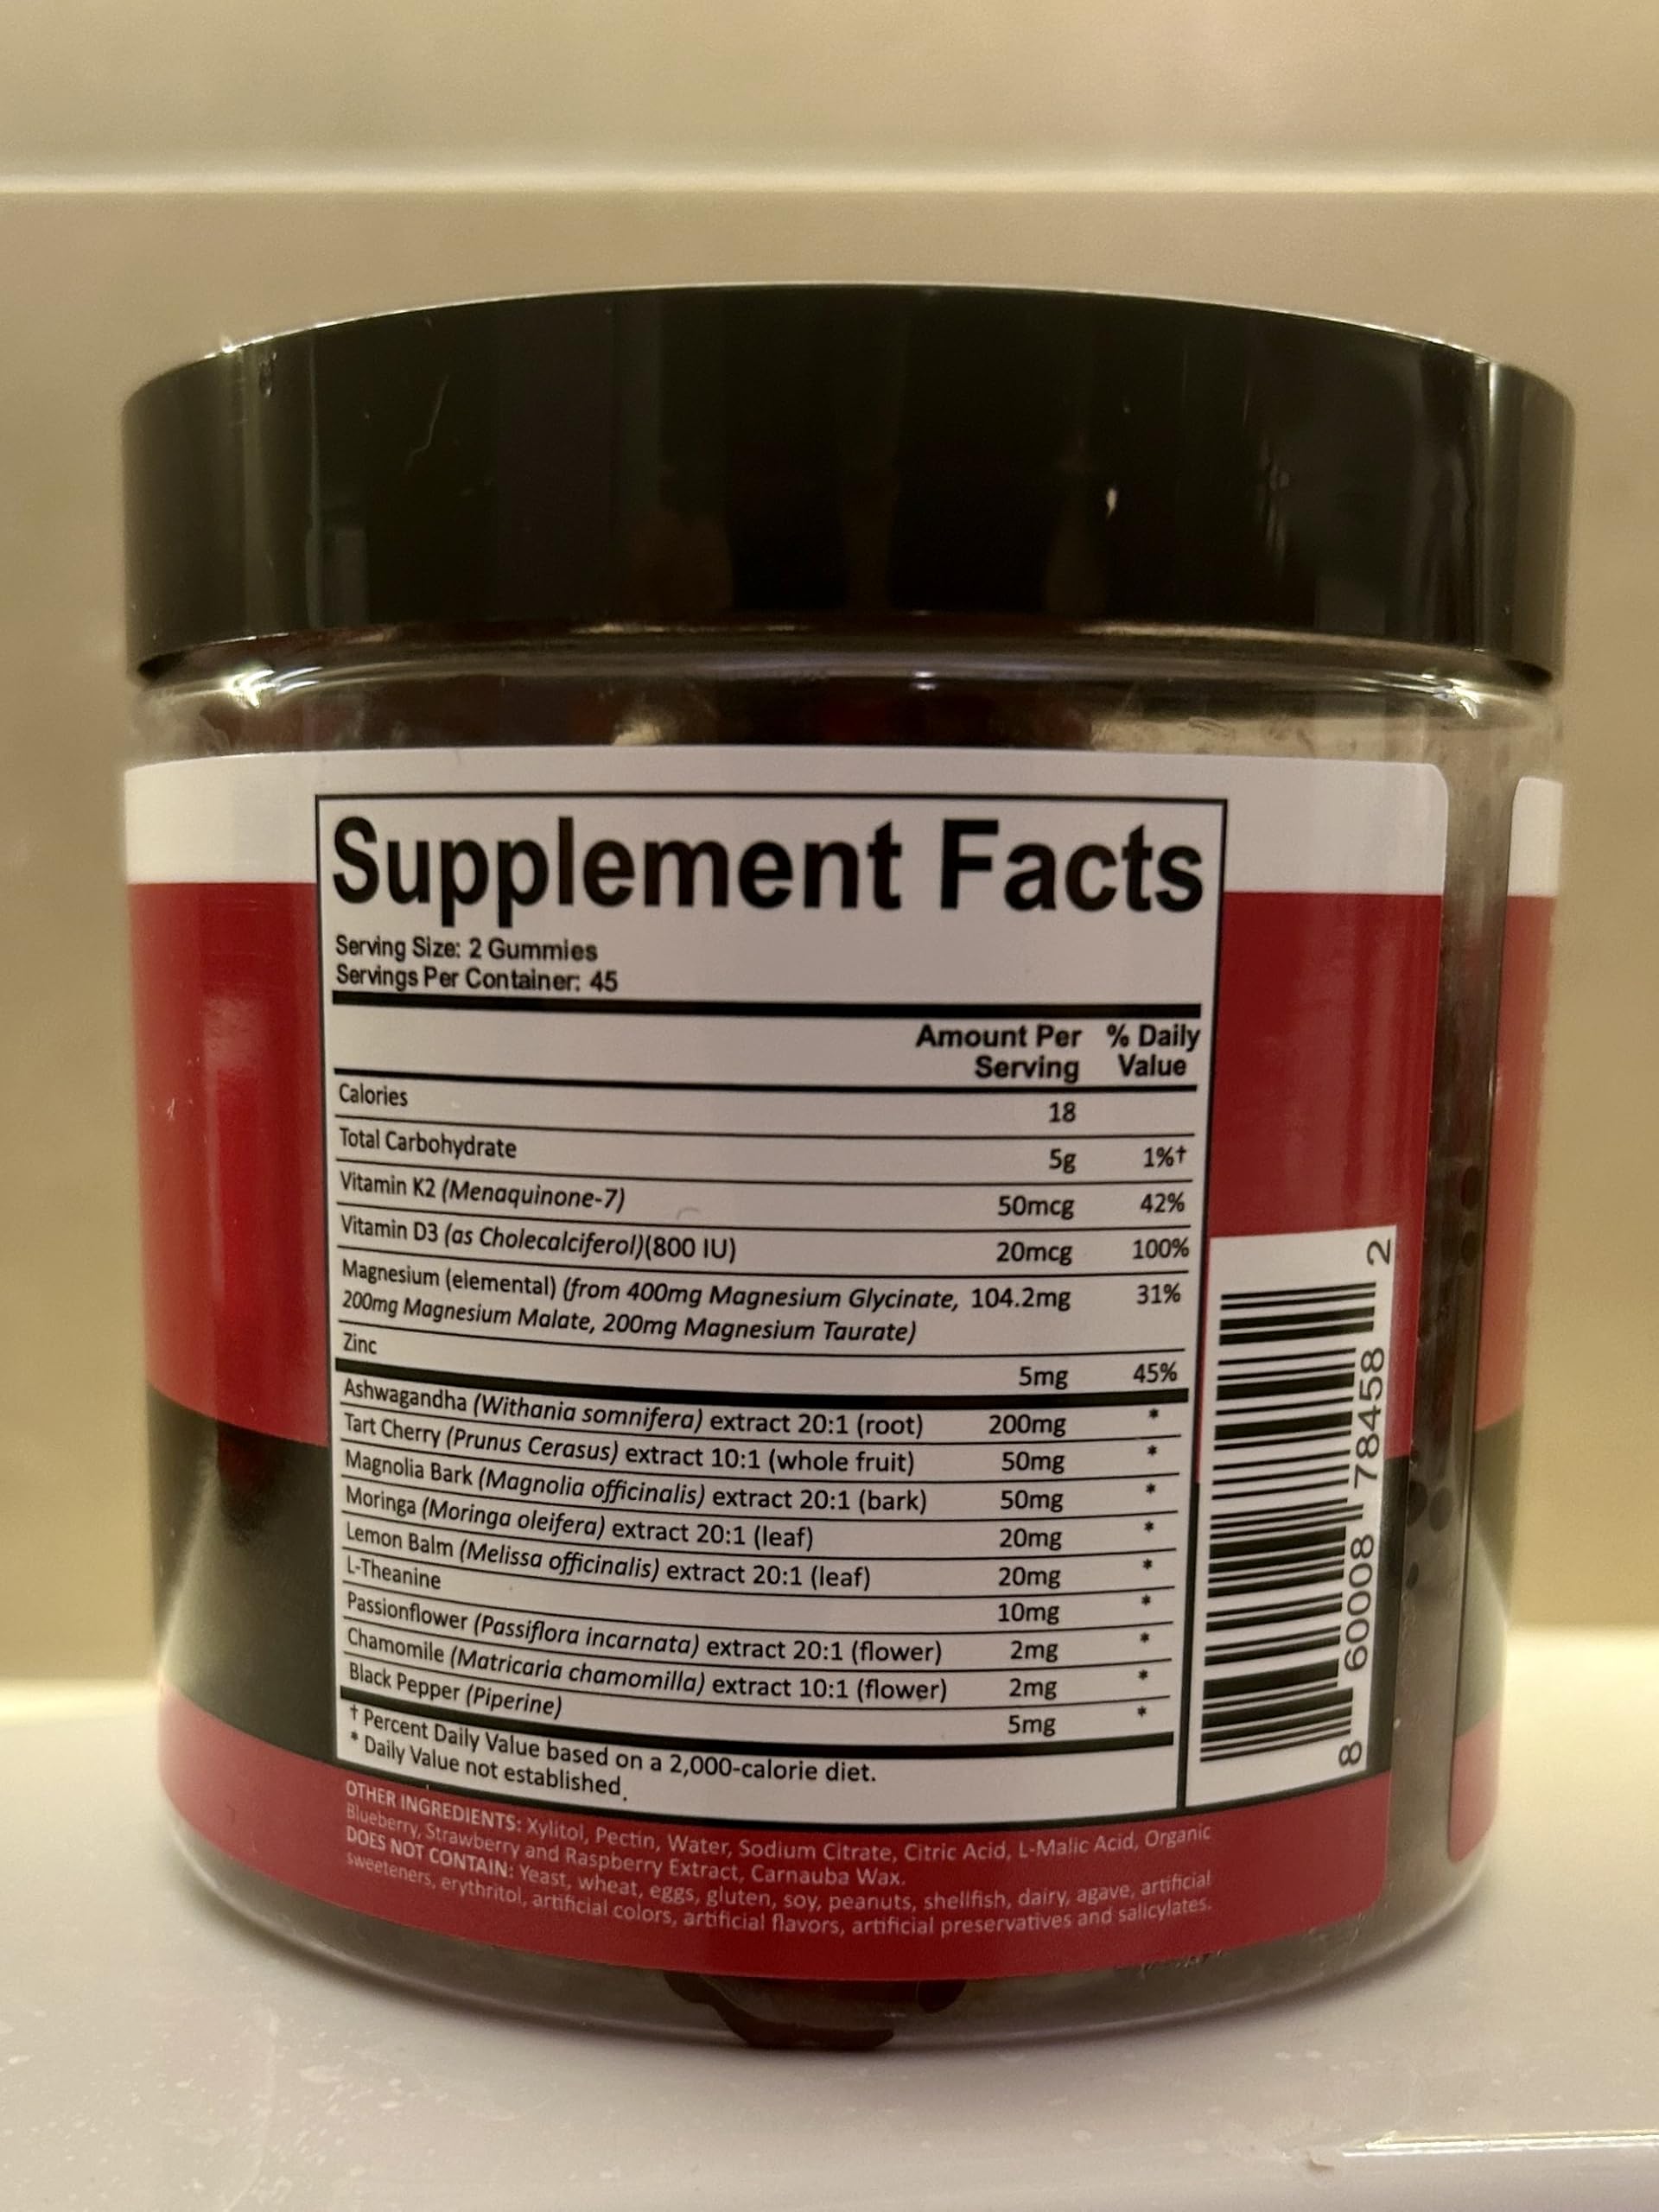 Supplement Facts
Serving Size: 2 Gummies
Servings Per Container: 45
Amount Per Serving % Daily Value
Calories 18
Total Carbohydrate 5g 1%†
Vitamin K2 (Menaquinone-7) 50mcg 42%
Vitamin D3 (as Cholecalciferol)(800 IU) 20mcg 100%
Magnesium (elemental) (from 400mg Magnesium Glycinate, 104.2mg 31%
200mg Magnesium Malate, 200mg Magnesium Taurate)
Zinc 5mg 45%
Ashwagandha (Withania somnifera) extract 20:1 (root) 200mg *
Tart Cherry (Prunus Cerasus) extract 10:1 (whole fruit) 50mg *
Magnolia Bark (Magnolia officinalis) extract 20:1 (bark) 50mg *
Moringa (Moringa oleifera) extract 20:1 (leaf) 20mg *
Lemon Balm (Melissa officinalis) extract 20:1 (leaf) 20mg *
L-Theanine 10mg *
Passionflower (Passiflora incarnata) extract 20:1 (flower) 2mg *
Chamomile (Matricaria chamomilla) extract 10:1 (flower) 2mg *
Black Pepper (Piperine) 5mg *
† Percent Daily Value based on a 2,000-calorie diet.
* Daily Value not established.
OTHER INGREDIENTS: Xylitol, Pectin, Water, Sodium Citrate, Citric Acid, L-Malic Acid, Organic
Blueberry, Strawberry and Raspberry Extract, Carnauba Wax.
DOES NOT CONTAIN: Yeast, wheat, eggs, gluten, soy, peanuts, shellfish, dairy, agave, artificial
sweeteners, erythritol, artificial colors, artificial flavors, artificial preservatives and salicylates.
8 60008 78458 2